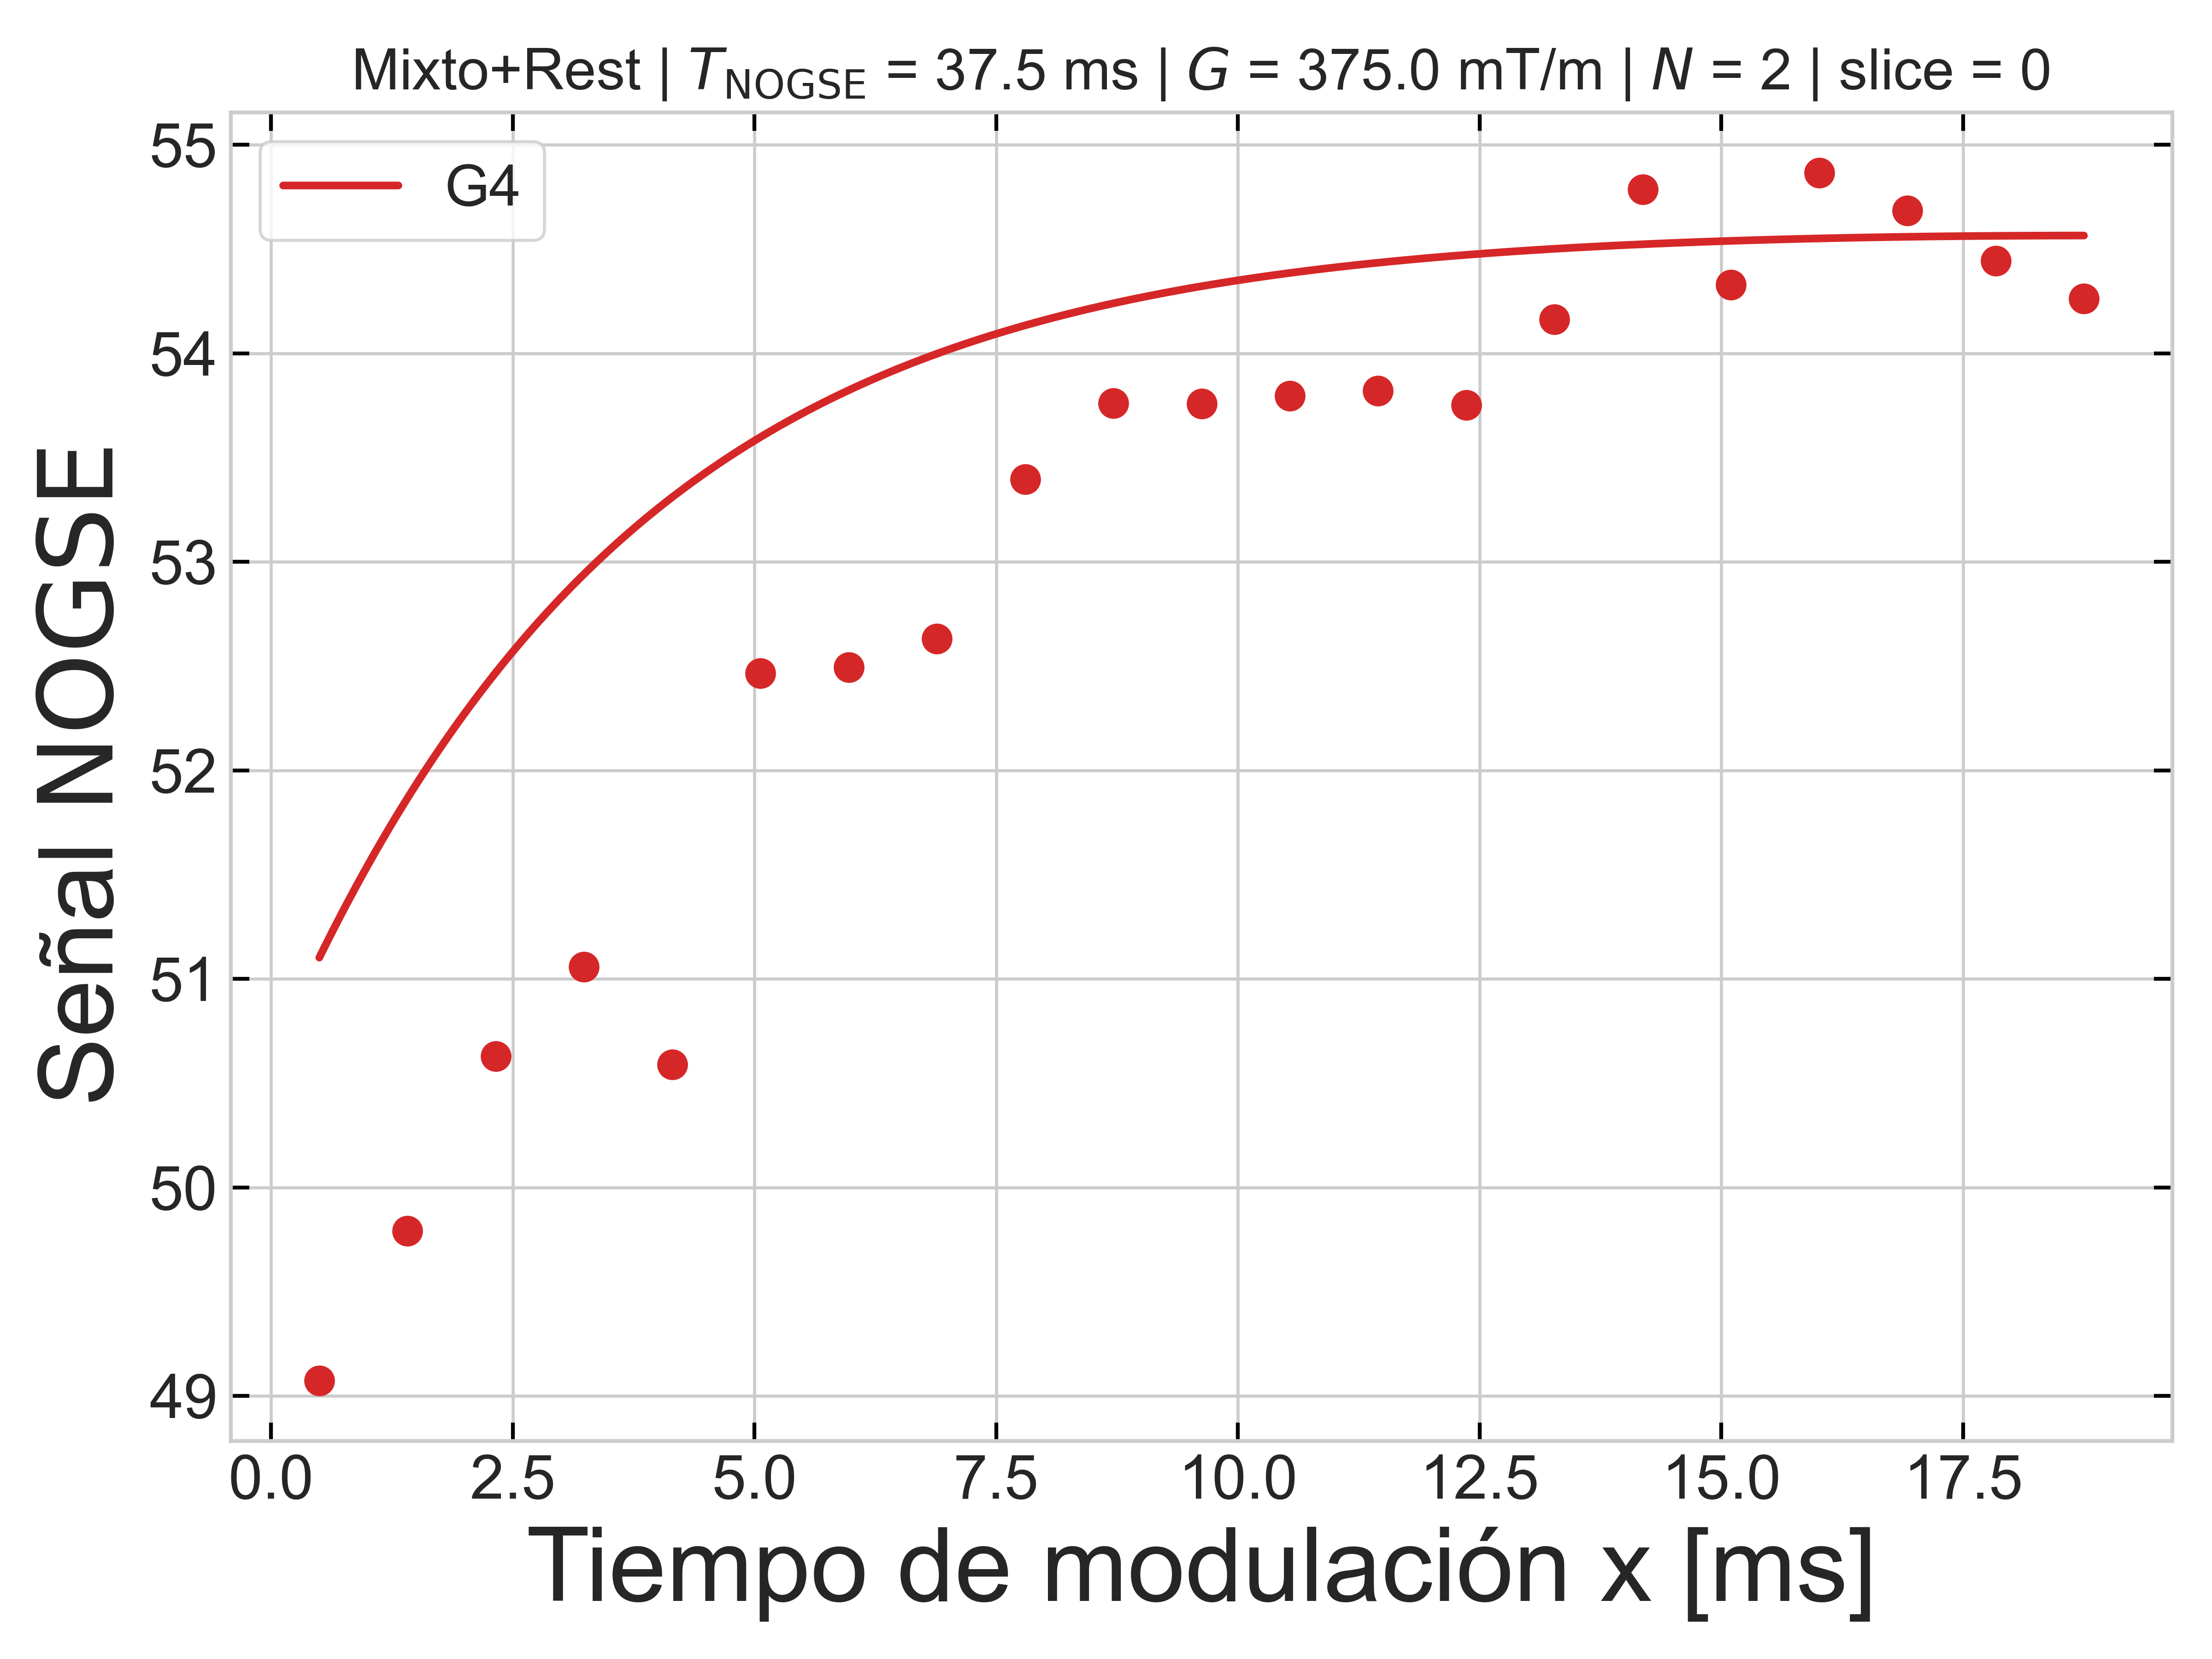 Mixto+Rest | T_NOGSE = 37.5 ms | G = 375.0 mT/m | N = 2 | slice = 0
G4
55
54
53
52
51
50
49
Señal NOGSE
0.0 2.5 5.0 7.5 10.0 12.5 15.0 17.5
Tiempo de modulación x [ms]